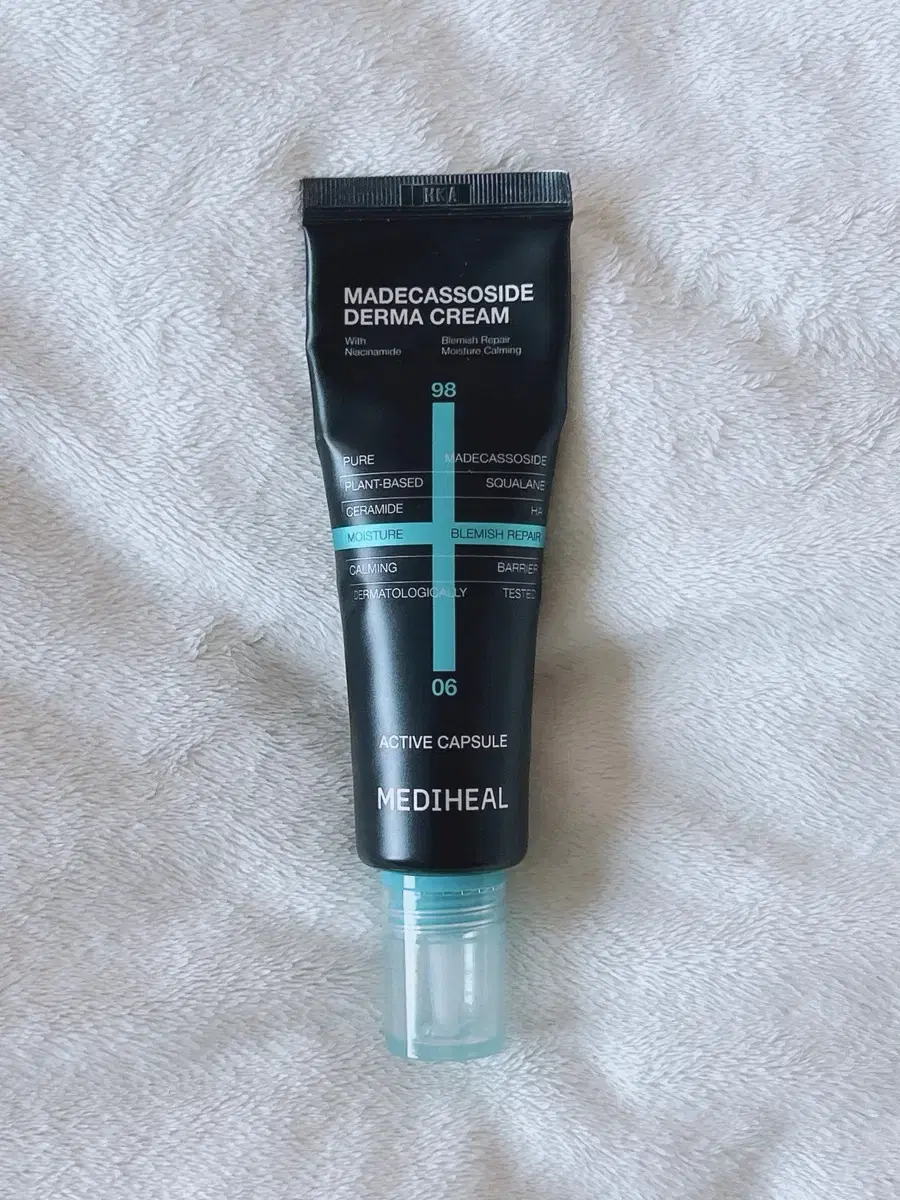 MADECASSOSIDE
DERMA CREAM
With Blemish Repair
Niacinamide Moisture Calming
98
PURE MADECASSOSIDE
PLANT-BASED SQUALANE
CERAMIDE HA
MOISTURE BLEMISH REPAIR
CALMING BARRIER
DERMATOLOGICALLY TESTED
06
ACTIVE CAPSULE
MEDIHEAL